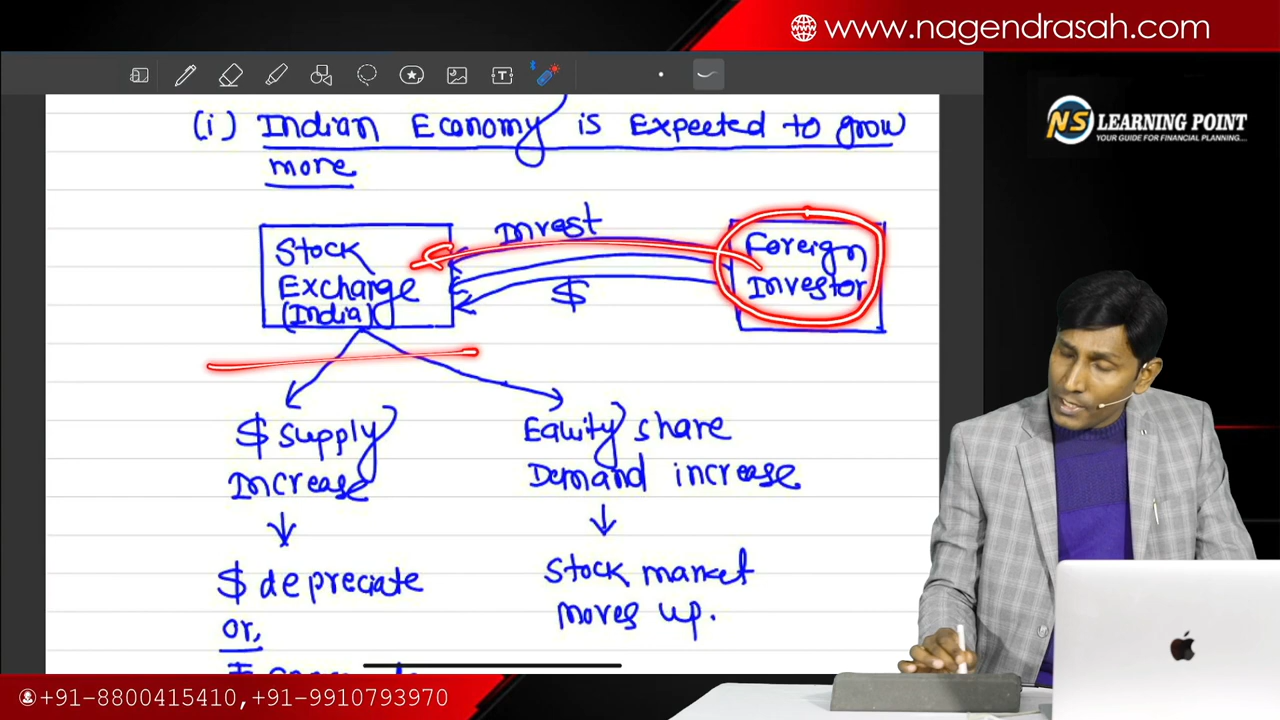 www.nagendrasah.com
NS LEARNING POINT
YOUR GUIDE FOR FINANCIAL PLANNING...
(i) Indian Economy is Expected to grow
more
Invest
Stock
Exchange
(India)
Foreign
Investor
$
$ supply
Increase
Equity share
Demand increase
$ depreciate
or,
Stock market
moves up.
+91-8800415410,+91-9910793970